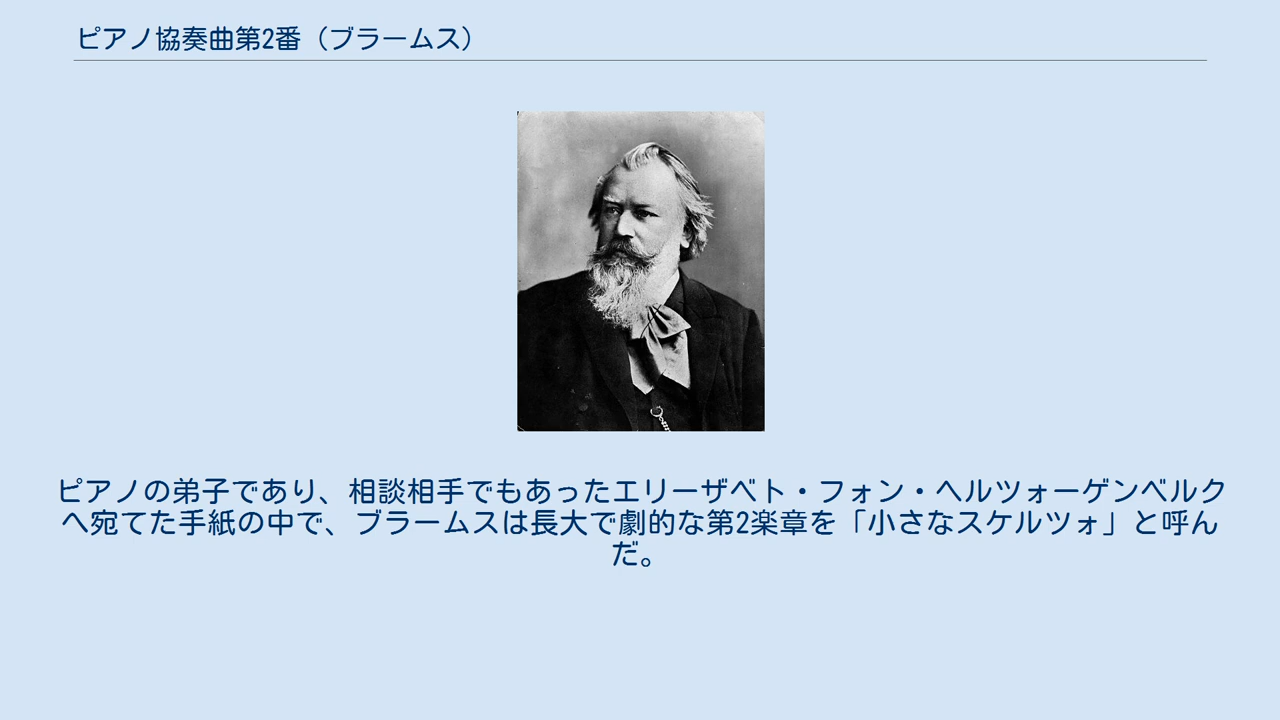 ピアノ協奏曲第2番（ブラームス）
ピアノの弟子であり、相談相手でもあったエリーザベト・フォン・ヘルツォーゲンベルク
へ宛てた手紙の中で、ブラームスは長大で劇的な第2楽章を「小さなスケルツォ」と呼ん
だ。